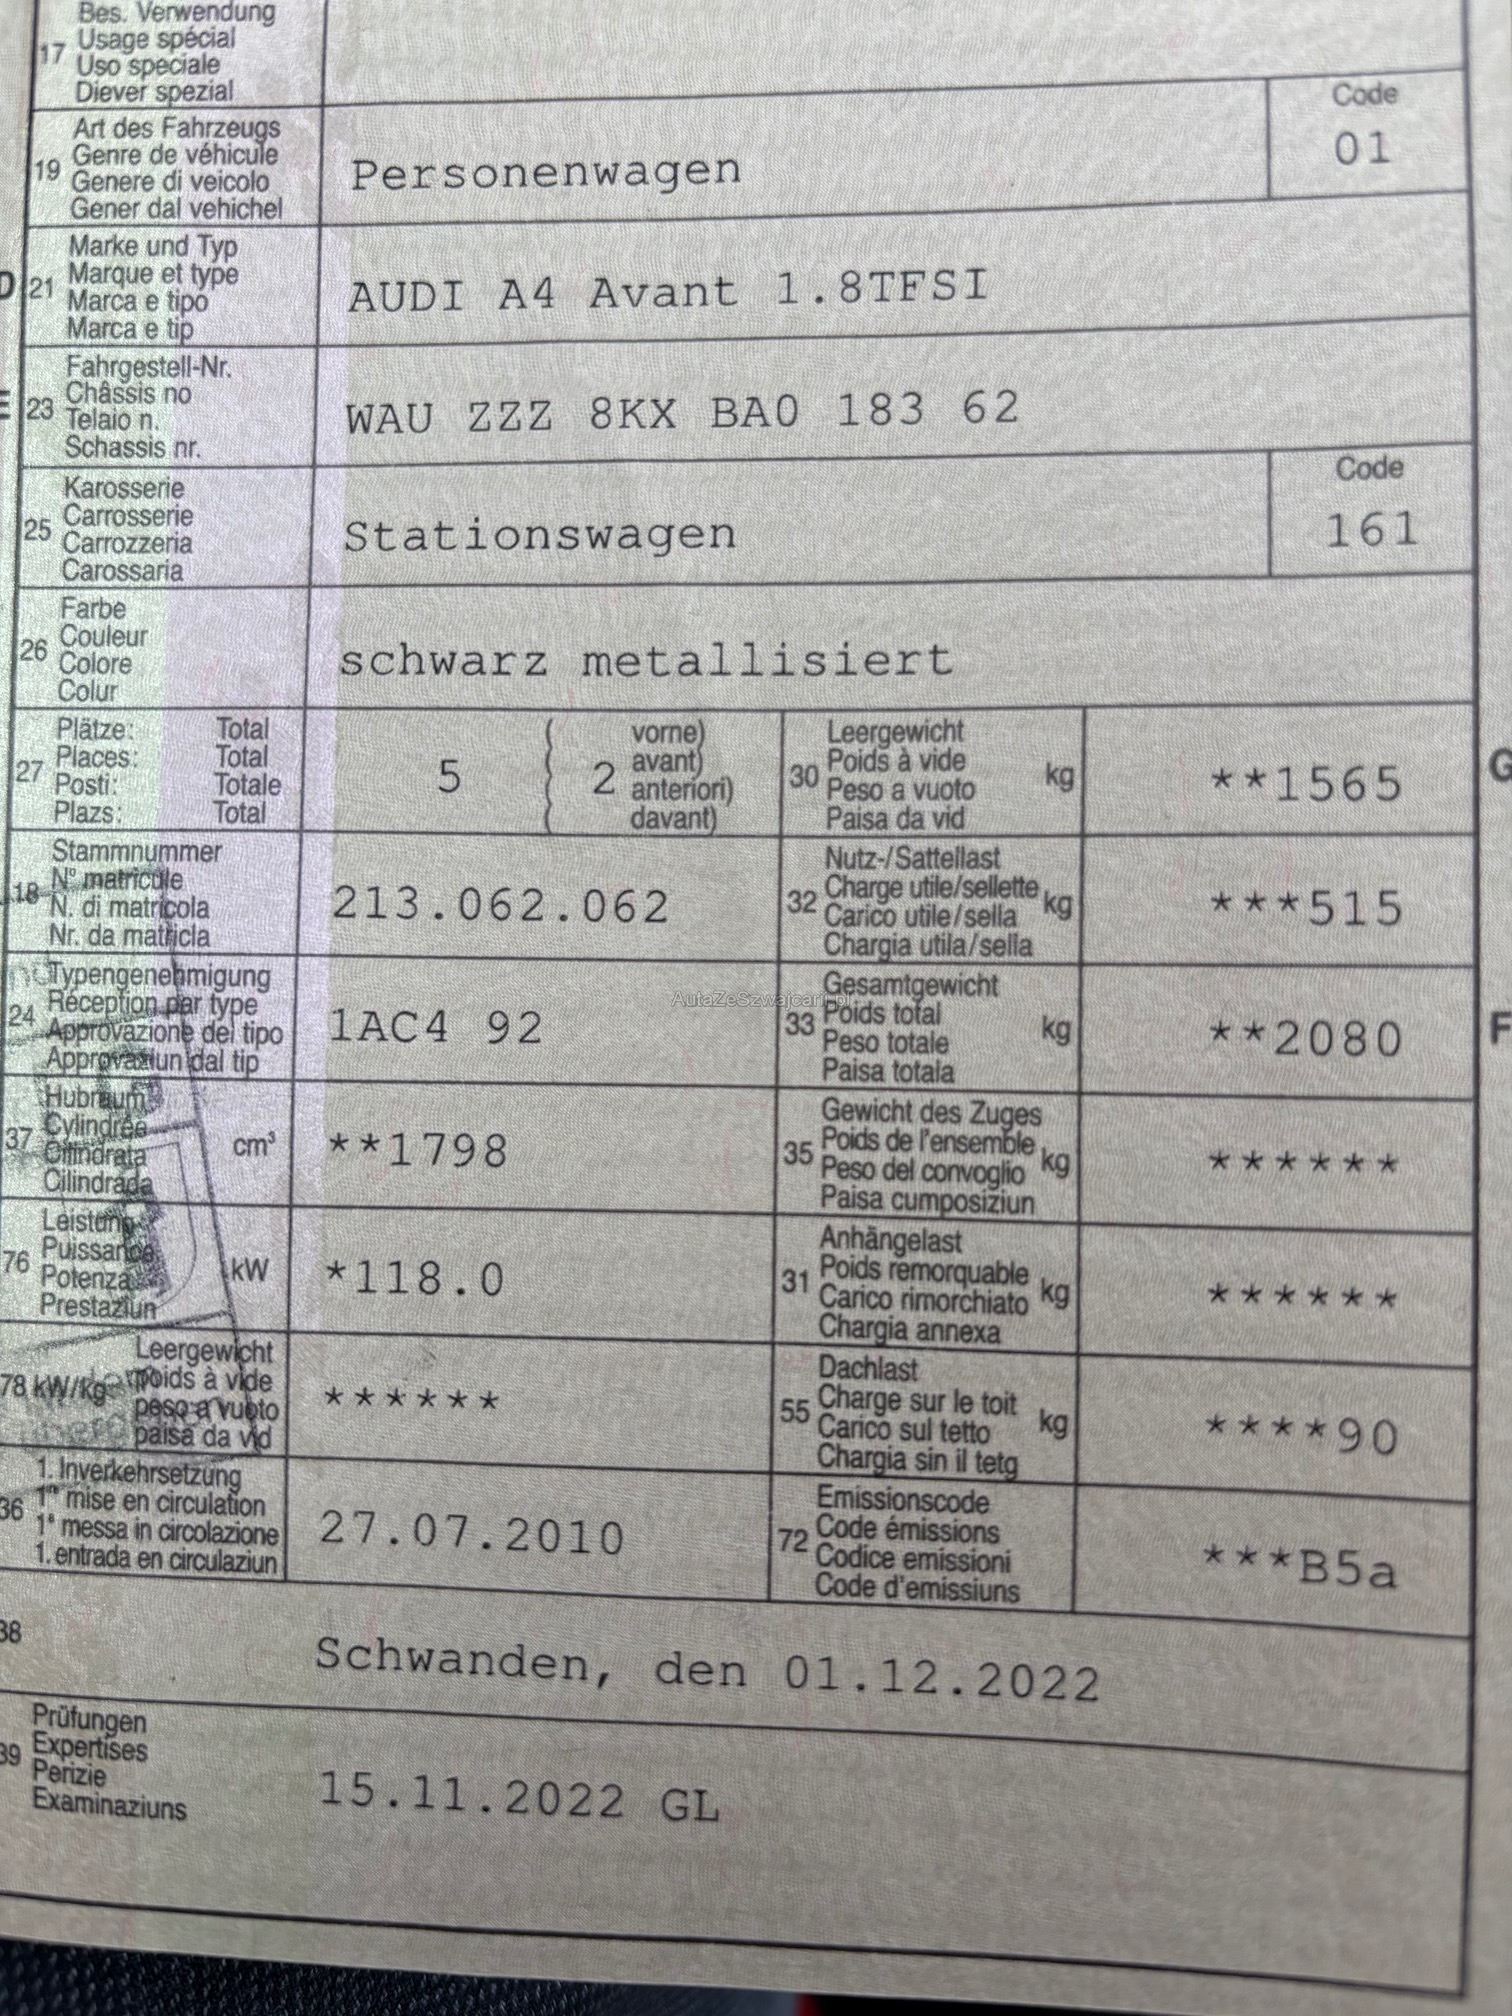 17 Bes. Verwendung
Usage spécial
Uso speciale
Diever spezial
19 Art des Fahrzeugs
Genre de véhicule
Genere di veicolo
Gener dal vehichel
Personenwagen
Code
01
D 21 Marke und Typ
Marque et type
Marca e tipo
Marca e tip
AUDI A4 Avant 1.8TFSI
E 23 Fahrgestell-Nr.
Châssis no
Telaio n.
Schassis nr.
WAU ZZZ 8KX BA0 183 62
25 Karosserie
Carrosserie
Carrozzeria
Carossaria
Stationswagen
Code
161
26 Farbe
Couleur
Colore
Colur
schwarz metallisiert
27 Plätze: Total
Places: Total
Posti: Totale
Plazs: Total
5 ( 2 vorne)
avant)
anteriori)
davant)
30 Leergewicht
Poids à vide
Peso a vuoto
Paisa da vid
kg
**1565
G
18 Stammnummer
N° matricule
N. di matricola
Nr. da matricla
213.062.062
32 Nutz-/Sattellast
Charge utile/sellette
Carico utile/sella
Chargia utila/sella
kg
***515
24 Typengenehmigung
Réception par type
Approvazione del tipo
Approvaziun dal tip
1AC4 92
AutaZeSzwajcarii.pl
33 Gesamtgewicht
Poids total
Peso totale
Paisa totala
kg
**2080
F
37 Hubraum
Cylindrée
Cilindrata
Cilindrada
cm³
**1798
35 Gewicht des Zuges
Poids de l'ensemble
Peso del convoglio
Paisa cumposiziun
kg
******
76 Leistung
Puissance
Potenza
Prestaziun
kW
*118.0
31 Anhängelast
Poids remorquable
Carico rimorchiato
Chargia annexa
kg
******
78 kW/kg Leergewicht
poids à vide
peso a vuoto
paisa da vid
******
55 Dachlast
Charge sur le toit
Carico sul tetto
Chargia sin il tetg
kg
****90
36 1. Inverkehrsetzung
1re mise en circulation
1a messa in circolazione
1. entrada en circulaziun
27.07.2010
72 Emissionscode
Code émissions
Codice emissioni
Code d'emissiuns
***B5a
38
Schwanden, den 01.12.2022
39 Prüfungen
Expertises
Perizie
Examinaziuns
15.11.2022 GL